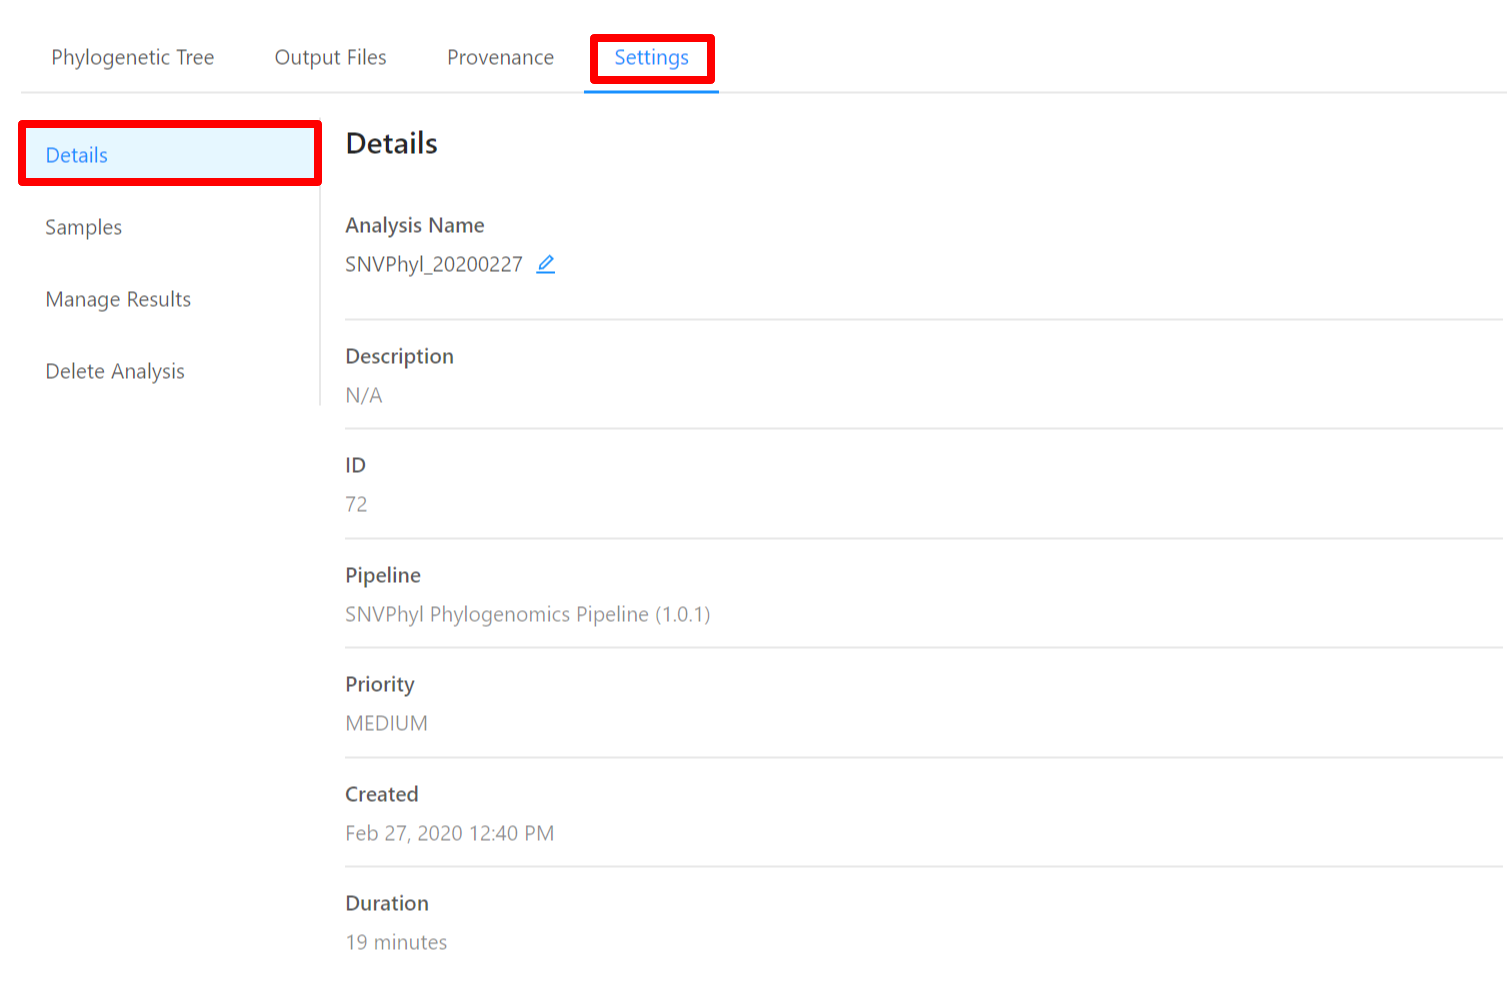 Phylogenetic Tree
Output Files
Provenance
Settings
Details
Samples
Manage Results
Delete Analysis
Details
Analysis Name
SNVPhyl_20200227
Description
N/A
ID
72
Pipeline
SNVPhyl Phylogenomics Pipeline (1.0.1)
Priority
MEDIUM
Created
Feb 27, 2020 12:40 PM
Duration
19 minutes